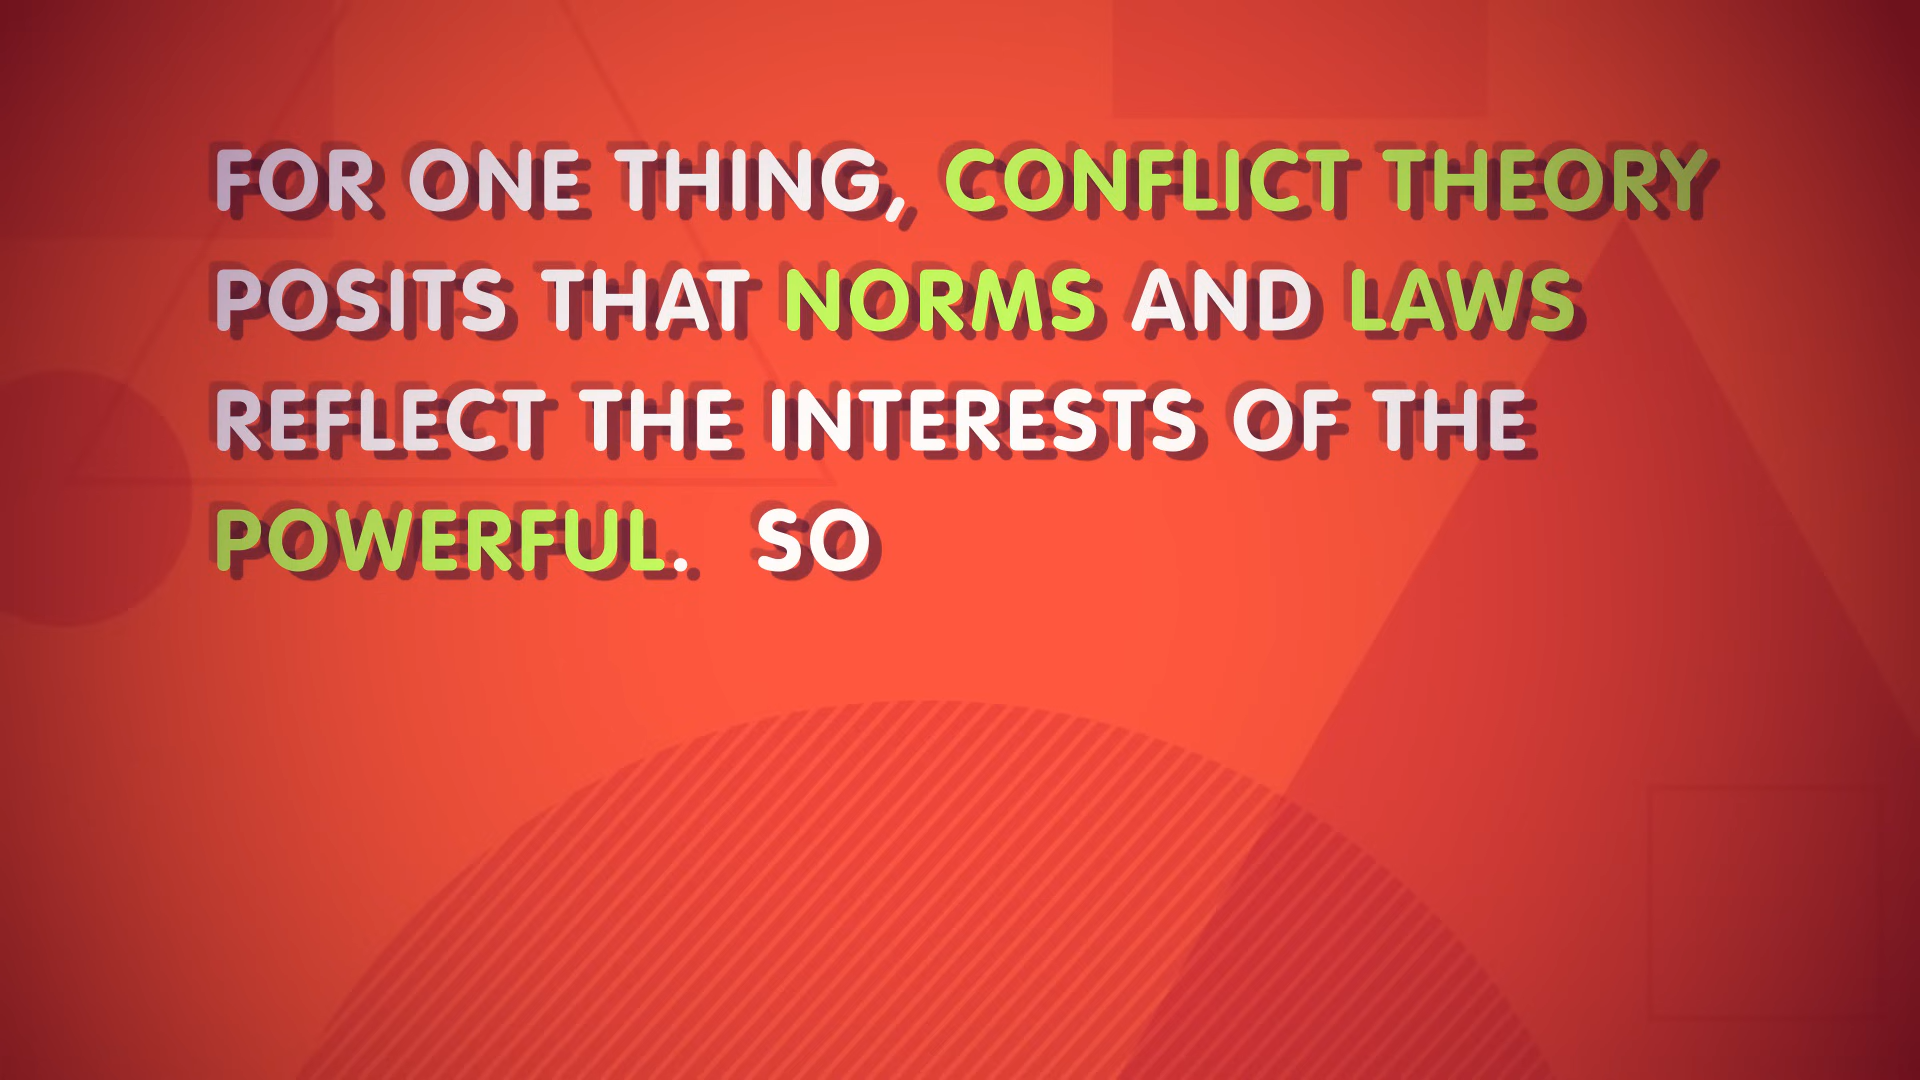 FOR ONE THING, CONFLICT THEORY
POSITS THAT NORMS AND LAWS
REFLECT THE INTERESTS OF THE
POWERFUL. SO